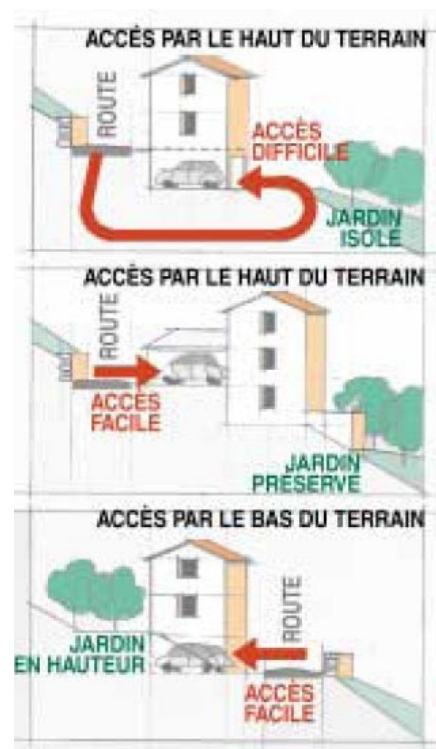 ACCÈS PAR LE HAUT DU TERRAIN
ROUTE
ACCÈS
DIFFICILE
JARDIN
ISOLÉ
ACCÈS PAR LE HAUT DU TERRAIN
ROUTE
ACCÈS
FACILE
JARDIN
PRÉSERVÉ
ACCÈS PAR LE BAS DU TERRAIN
ROUTE
JARDIN
EN HAUTEUR
ACCÈS
FACILE